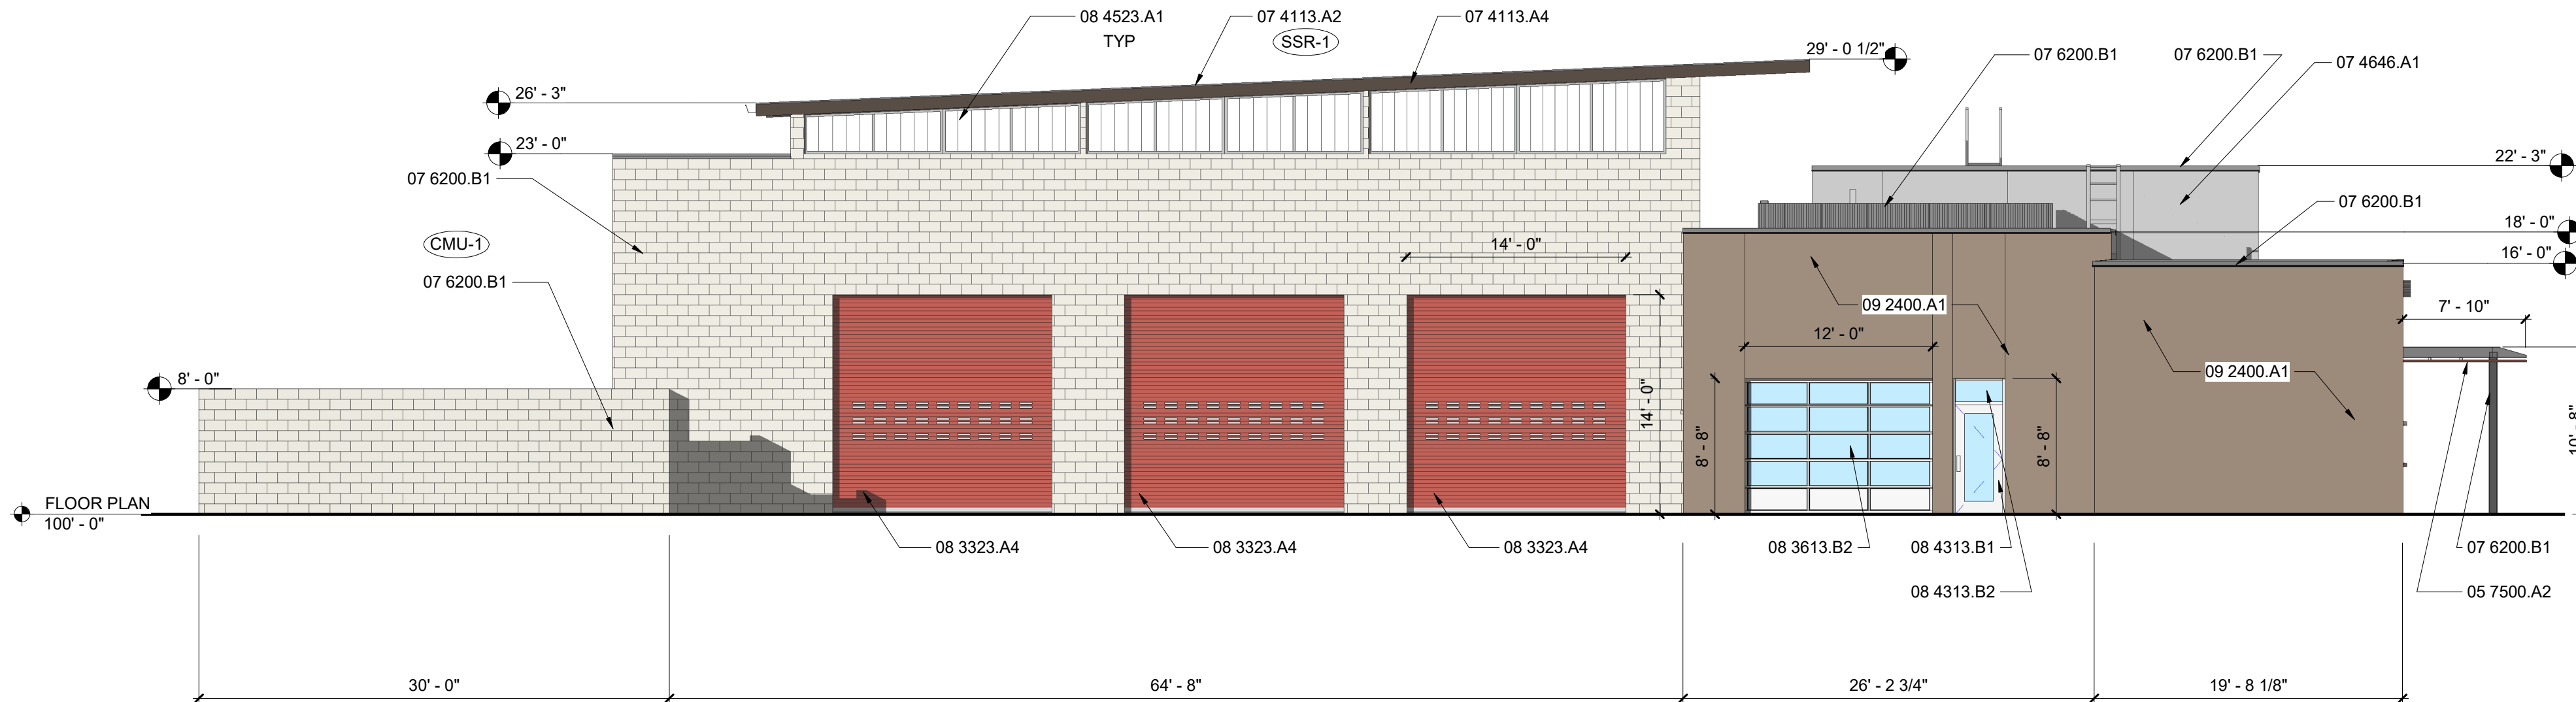 08 4523.A1
TYP
07 4113.A2
SSR-1
07 4113.A4
29' - 0 1/2"
07 6200.B1
07 6200.B1
07 4646.A1
26' - 3"
23' - 0"
07 6200.B1
22' - 3"
07 6200.B1
18' - 0"
16' - 0"
CMU-1
14' - 0"
07 6200.B1
09 2400.A1
7' - 10"
12' - 0"
8' - 0"
09 2400.A1
14' - 0"
8' - 8"
8' - 8"
10' - 8"
FLOOR PLAN
100' - 0"
08 3323.A4
08 3323.A4
08 3323.A4
08 3613.B2
08 4313.B1
07 6200.B1
08 4313.B2
05 7500.A2
30' - 0"
64' - 8"
26' - 2 3/4"
19' - 8 1/8"